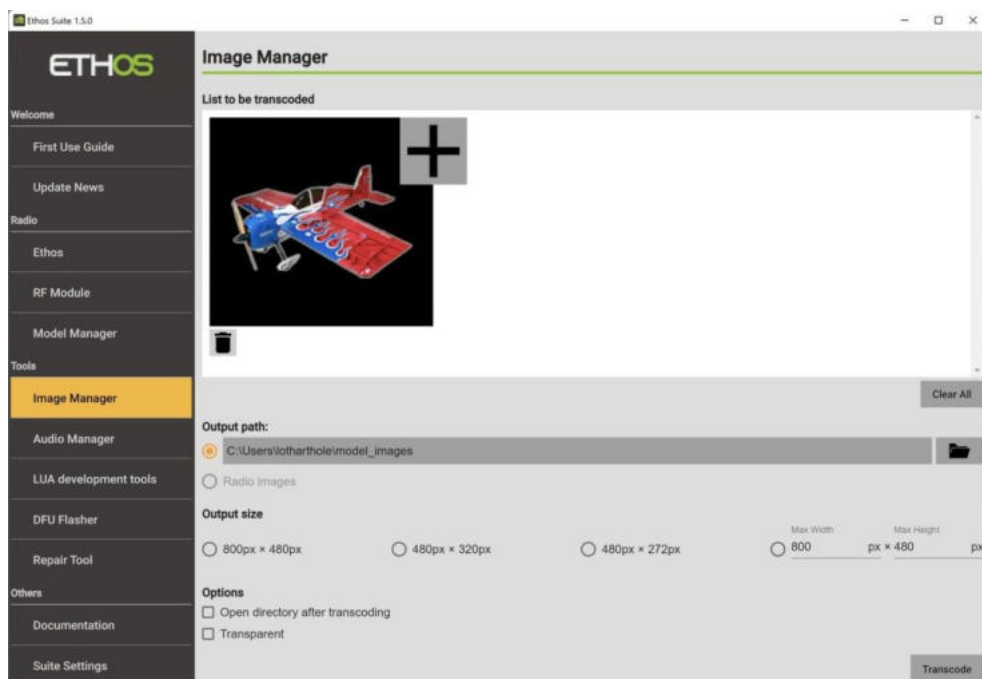 Ethos Suite 1.5.0
ETHOS
Welcome
First Use Guide
Update News
Radio
Ethos
RF Module
Model Manager
Tools
Image Manager
Audio Manager
LUA development tools
DFU Flasher
Repair Tool
Others
Documentation
Suite Settings
Image Manager
List to be transcoded
Clear All
Output path:
C:\Users\lotharthole\model_images
Radio images
Output size
Max Width Max Height
800px × 480px 480px × 320px 480px × 272px 800 px × 480 px
Options
Open directory after transcoding
Transparent
Transcode